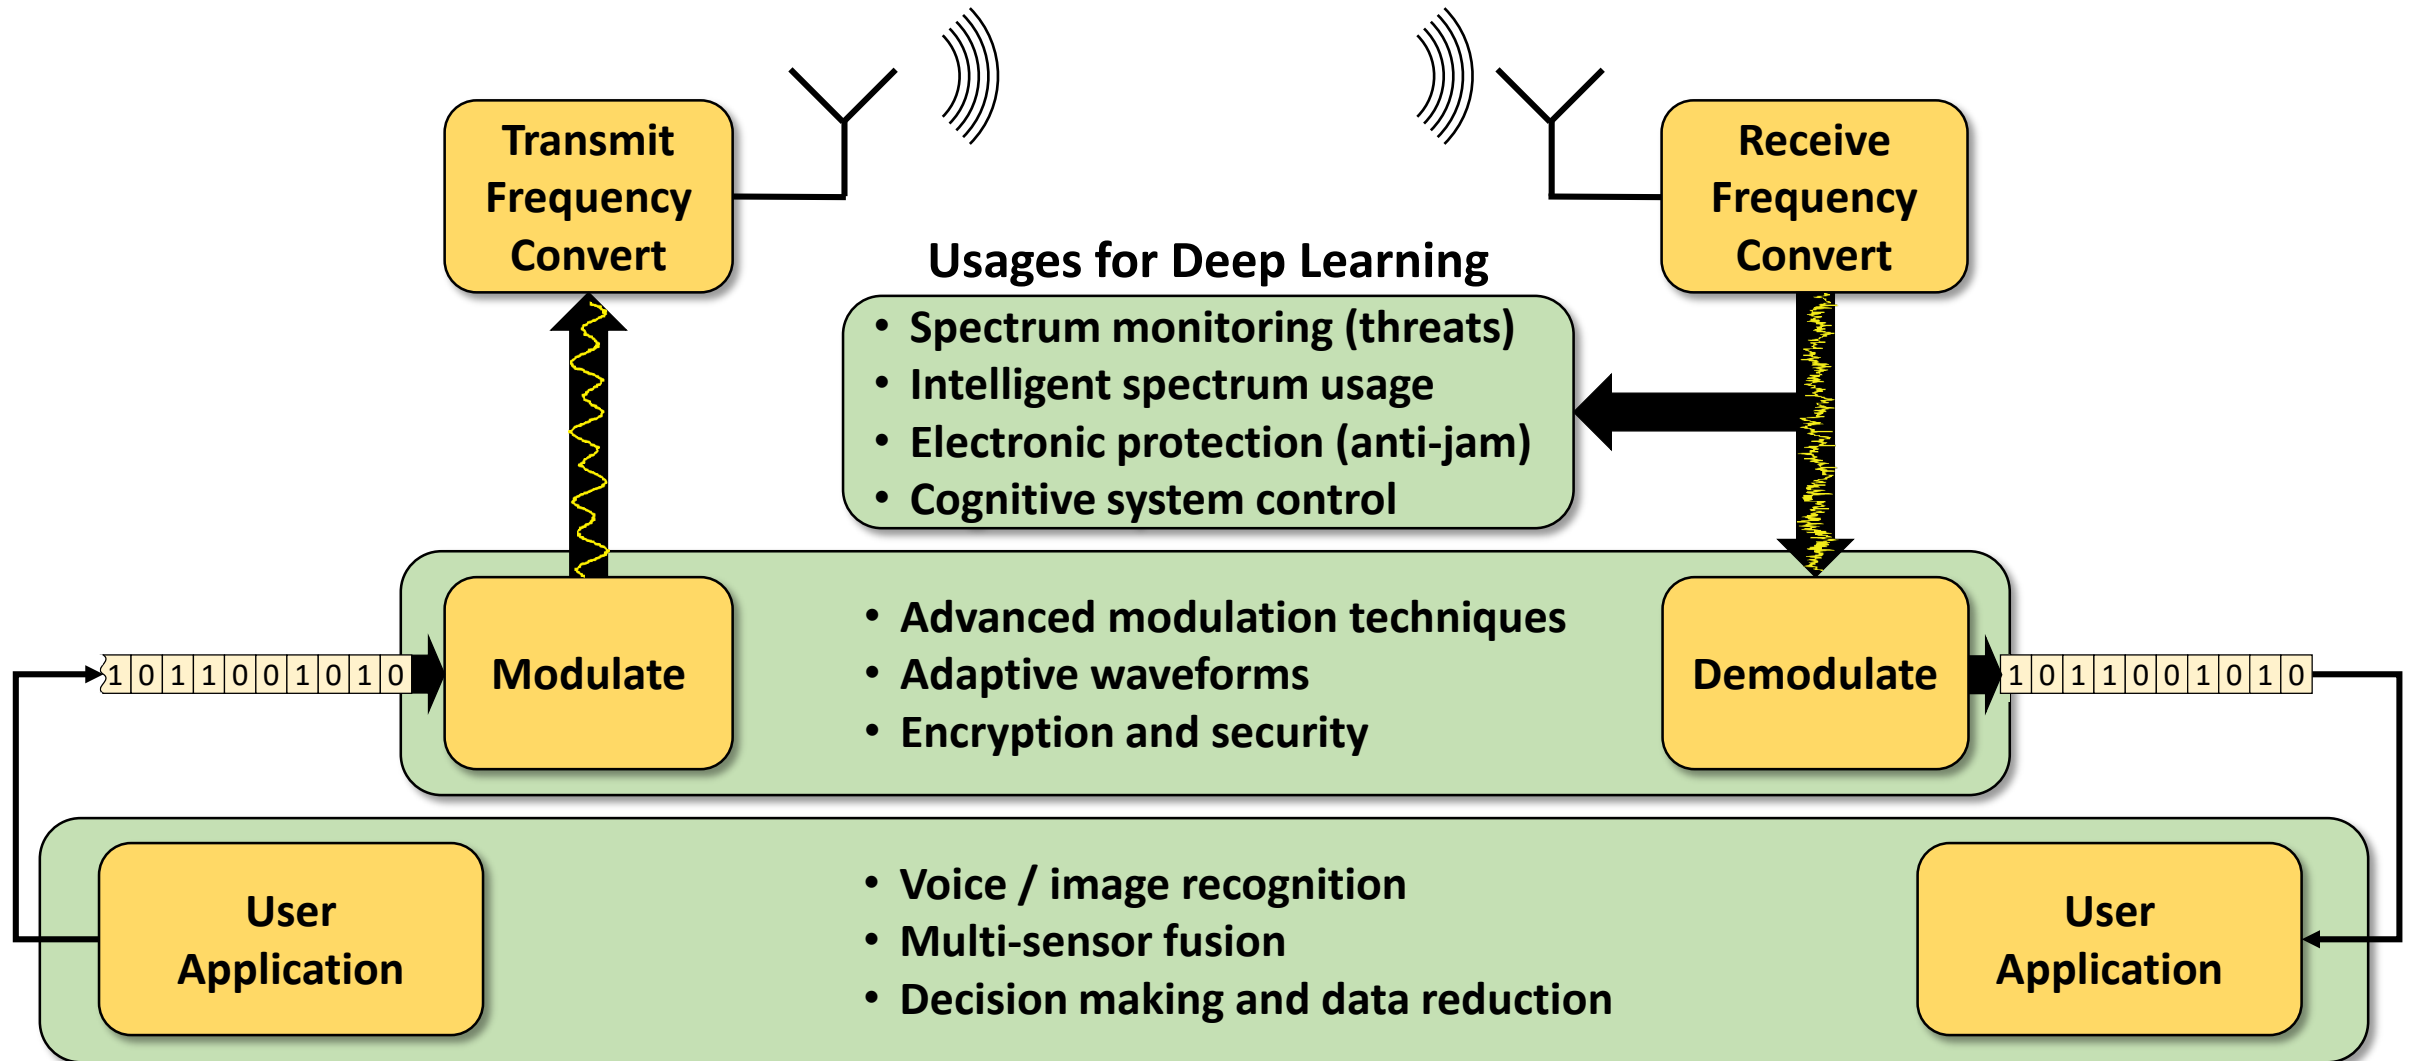 Transmit
Frequency
Convert
Receive
Frequency
Convert
Usages for Deep Learning
• Spectrum monitoring (threats)
• Intelligent spectrum usage
• Electronic protection (anti-jam)
• Cognitive system control
1 0 1 1 0 0 1 0 1 0
Modulate
• Advanced modulation techniques
• Adaptive waveforms
• Encryption and security
Demodulate
1 0 1 1 0 0 1 0 1 0
User
Application
• Voice / image recognition
• Multi-sensor fusion
• Decision making and data reduction
User
Application